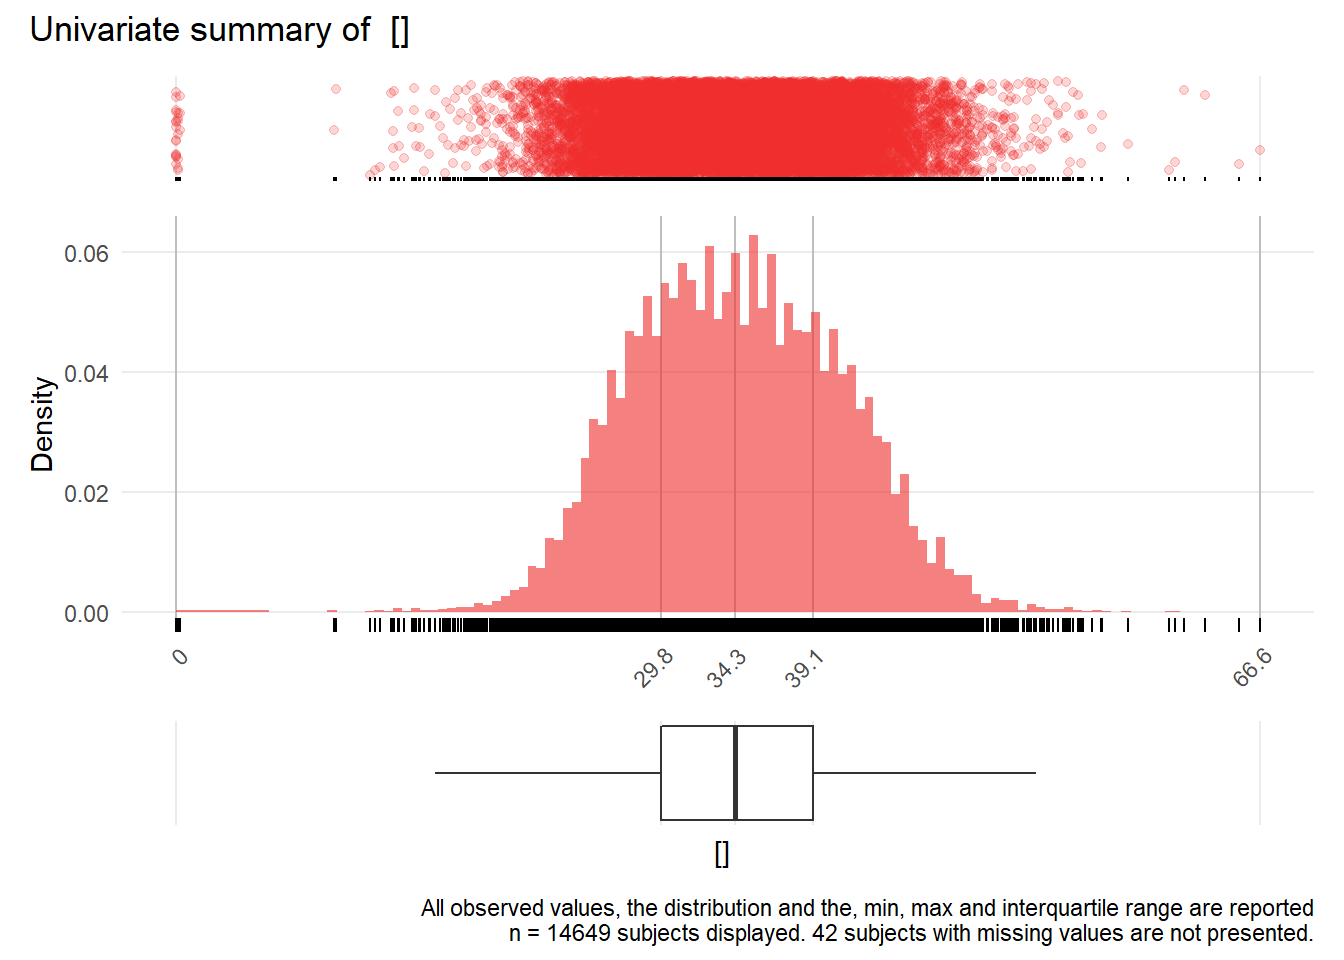 Univariate summary of  []
0.06
0.04
0.02
0.00
Density
0
29.8
34.3
39.1
66.6
[]
All observed values, the distribution and the, min, max and interquartile range are reported
n = 14649 subjects displayed. 42 subjects with missing values are not presented.